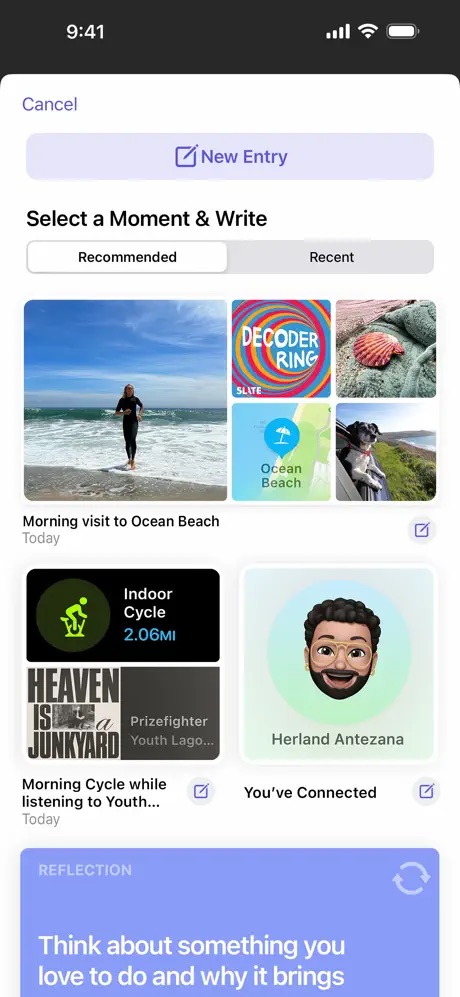 9:41
Cancel
New Entry
Select a Moment & Write
Recommended
Recent
DECODER
RING
SLATE
Ocean
Beach
Morning visit to Ocean Beach
Today
Indoor
Cycle
2.06MI
HEAVEN
IS a
JUNKYARD
Prizefighter
Youth Lago...
Herland Antezana
Morning Cycle while
listening to Youth...
Today
You've Connected
REFLECTION
Think about something you
love to do and why it brings